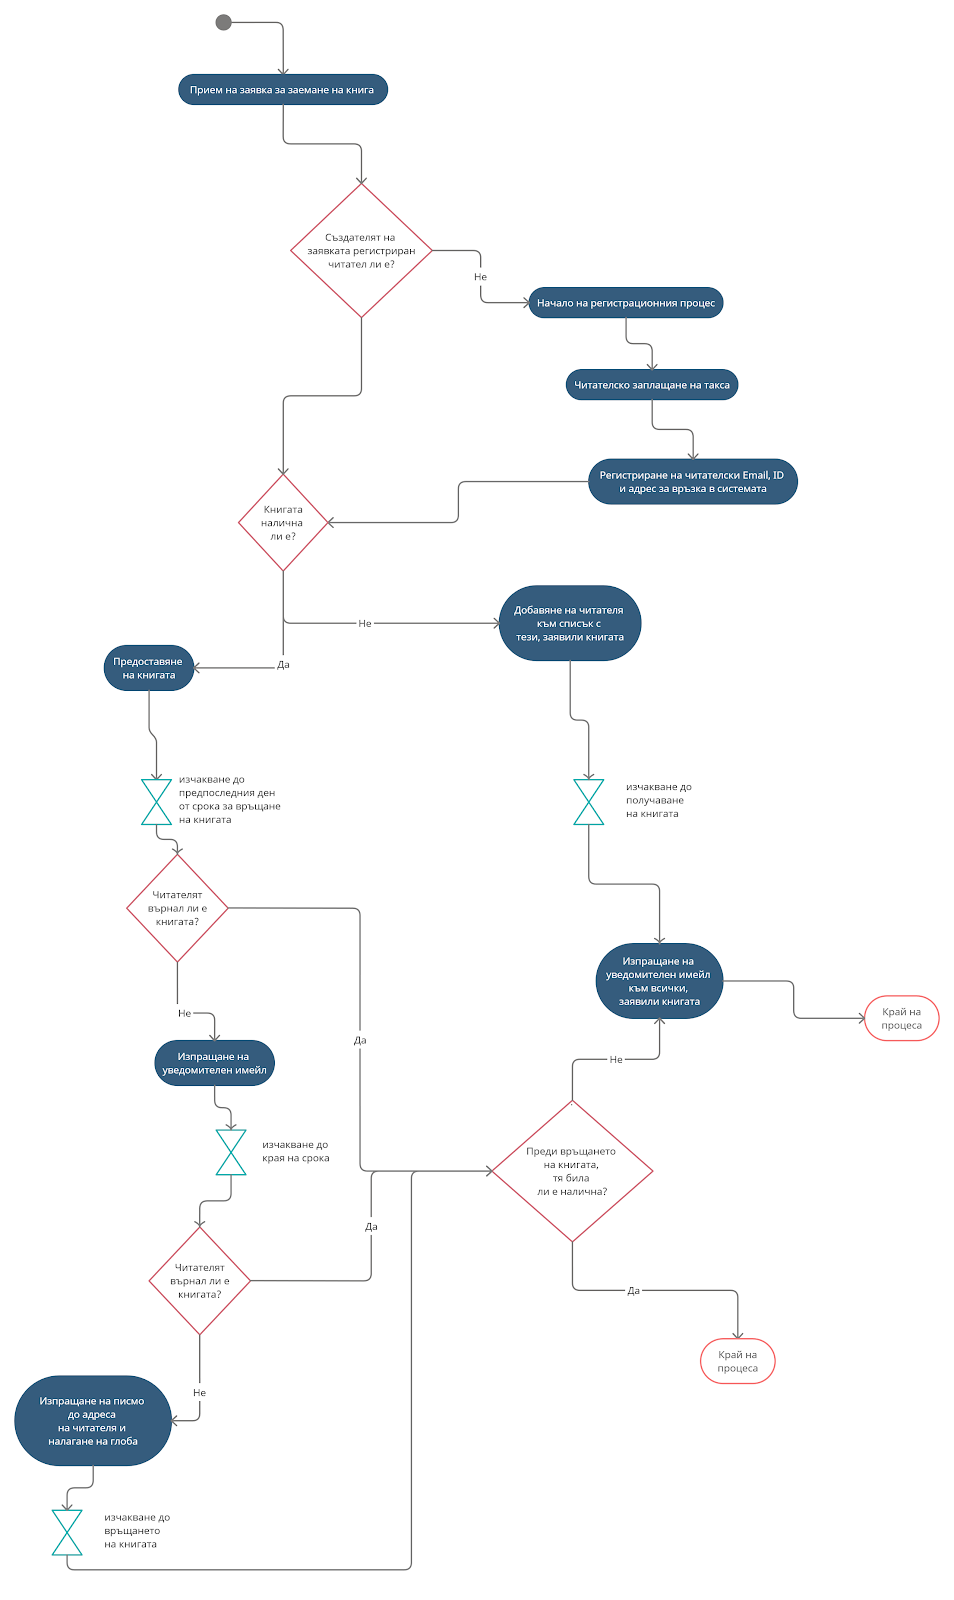 Прием на заявка за заемане на книга
Създателят на
заявката регистриран
читател ли е?
Не
Начало на регистрационния процес
Читателско заплащане на такса
Регистриране на читателски Email, ID
и адрес за връзка в системата
Книгата
налична
ли е?
Не
Добавяне на читателя
към списък с
тези, заявили книгата
Да
Предоставяне
на книгата
изчакване до
предпоследния ден
от срока за връщане
на книгата
изчакване до
получаване
на книгата
Читателят
върнал ли е
книгата?
Изпращане на
уведомителен имейл
към всички,
заявили книгата
Край на
процеса
Не
Да
Изпращане на
уведомителен имейл
Не
изчакване до
края на срока
Преди връщането
на книгата,
тя била
ли е налична?
Да
Читателят
върнал ли е
книгата?
Да
Край на
процеса
Не
Изпращане на писмо
до адреса
на читателя и
налагане на глоба
изчакване до
връщането
на книгата